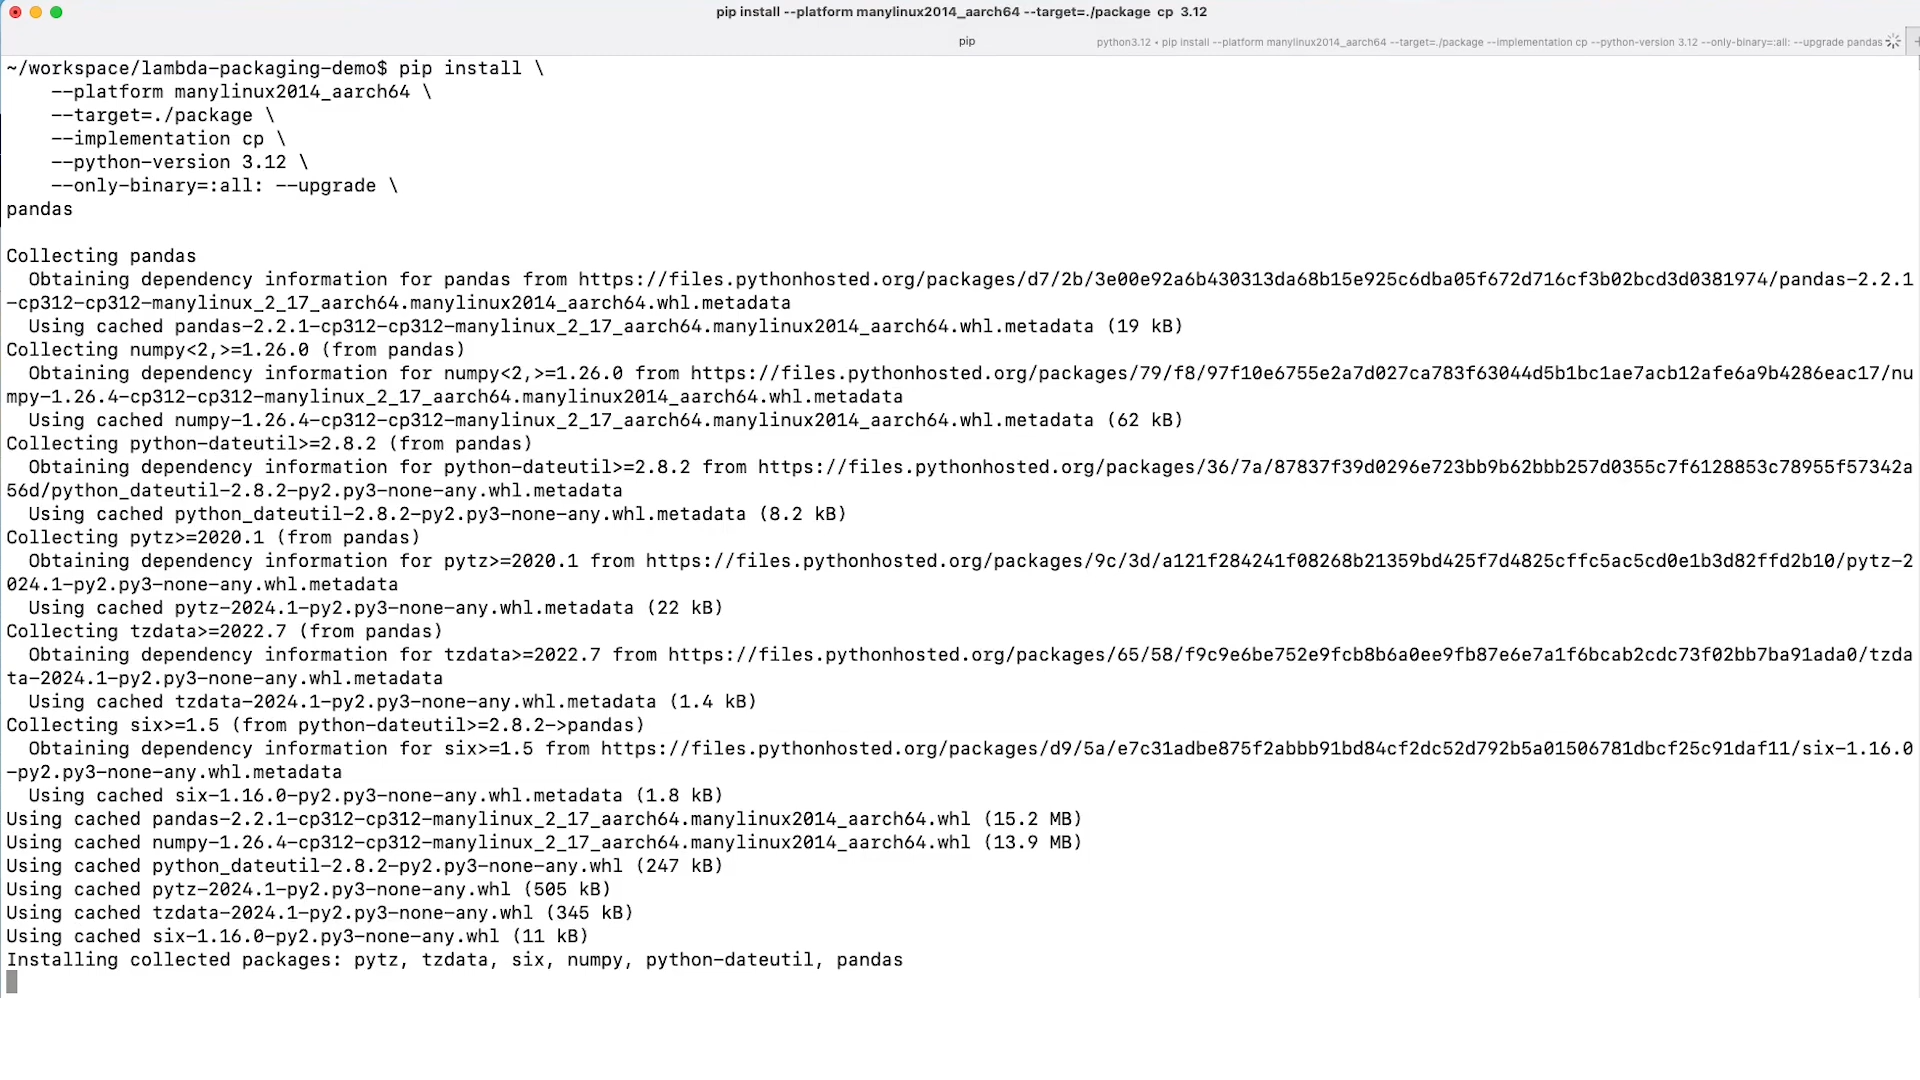 pip install --platform manylinux2014_aarch64 --target=./package  cp  3.12
pip
python3.12 • pip install --platform manylinux2014_aarch64 --target=./package --implementation cp --python-version 3.12 --only-binary=:all: --upgrade pandas
~/workspace/lambda-packaging-demo$ pip install \
    --platform manylinux2014_aarch64 \
    --target=./package \
    --implementation cp \
    --python-version 3.12 \
    --only-binary=:all: --upgrade \
pandas
Collecting pandas
  Obtaining dependency information for pandas from https://files.pythonhosted.org/packages/d7/2b/3e00e92a6b430313da68b15e925c6dba05f672d716cf3b02bcd3d0381974/pandas-2.2.1
-cp312-cp312-manylinux_2_17_aarch64.manylinux2014_aarch64.whl.metadata
  Using cached pandas-2.2.1-cp312-cp312-manylinux_2_17_aarch64.manylinux2014_aarch64.whl.metadata (19 kB)
Collecting numpy<2,>=1.26.0 (from pandas)
  Obtaining dependency information for numpy<2,>=1.26.0 from https://files.pythonhosted.org/packages/79/f8/97f10e6755e2a7d027ca783f63044d5b1bc1ae7acb12afe6a9b4286eac17/nu
mpy-1.26.4-cp312-cp312-manylinux_2_17_aarch64.manylinux2014_aarch64.whl.metadata
  Using cached numpy-1.26.4-cp312-cp312-manylinux_2_17_aarch64.manylinux2014_aarch64.whl.metadata (62 kB)
Collecting python-dateutil>=2.8.2 (from pandas)
  Obtaining dependency information for python-dateutil>=2.8.2 from https://files.pythonhosted.org/packages/36/7a/87837f39d0296e723bb9b62bbb257d0355c7f6128853c78955f57342a
56d/python_dateutil-2.8.2-py2.py3-none-any.whl.metadata
  Using cached python_dateutil-2.8.2-py2.py3-none-any.whl.metadata (8.2 kB)
Collecting pytz>=2020.1 (from pandas)
  Obtaining dependency information for pytz>=2020.1 from https://files.pythonhosted.org/packages/9c/3d/a121f284241f08268b21359bd425f7d4825cffc5ac5cd0e1b3d82ffd2b10/pytz-2
024.1-py2.py3-none-any.whl.metadata
  Using cached pytz-2024.1-py2.py3-none-any.whl.metadata (22 kB)
Collecting tzdata>=2022.7 (from pandas)
  Obtaining dependency information for tzdata>=2022.7 from https://files.pythonhosted.org/packages/65/58/f9c9e6be752e9fcb8b6a0ee9fb87e6e7a1f6bcab2cdc73f02bb7ba91ada0/tzda
ta-2024.1-py2.py3-none-any.whl.metadata
  Using cached tzdata-2024.1-py2.py3-none-any.whl.metadata (1.4 kB)
Collecting six>=1.5 (from python-dateutil>=2.8.2->pandas)
  Obtaining dependency information for six>=1.5 from https://files.pythonhosted.org/packages/d9/5a/e7c31adbe875f2abbb91bd84cf2dc52d792b5a01506781dbcf25c91daf11/six-1.16.0
-py2.py3-none-any.whl.metadata
  Using cached six-1.16.0-py2.py3-none-any.whl.metadata (1.8 kB)
Using cached pandas-2.2.1-cp312-cp312-manylinux_2_17_aarch64.manylinux2014_aarch64.whl (15.2 MB)
Using cached numpy-1.26.4-cp312-cp312-manylinux_2_17_aarch64.manylinux2014_aarch64.whl (13.9 MB)
Using cached python_dateutil-2.8.2-py2.py3-none-any.whl (247 kB)
Using cached pytz-2024.1-py2.py3-none-any.whl (505 kB)
Using cached tzdata-2024.1-py2.py3-none-any.whl (345 kB)
Using cached six-1.16.0-py2.py3-none-any.whl (11 kB)
Installing collected packages: pytz, tzdata, six, numpy, python-dateutil, pandas